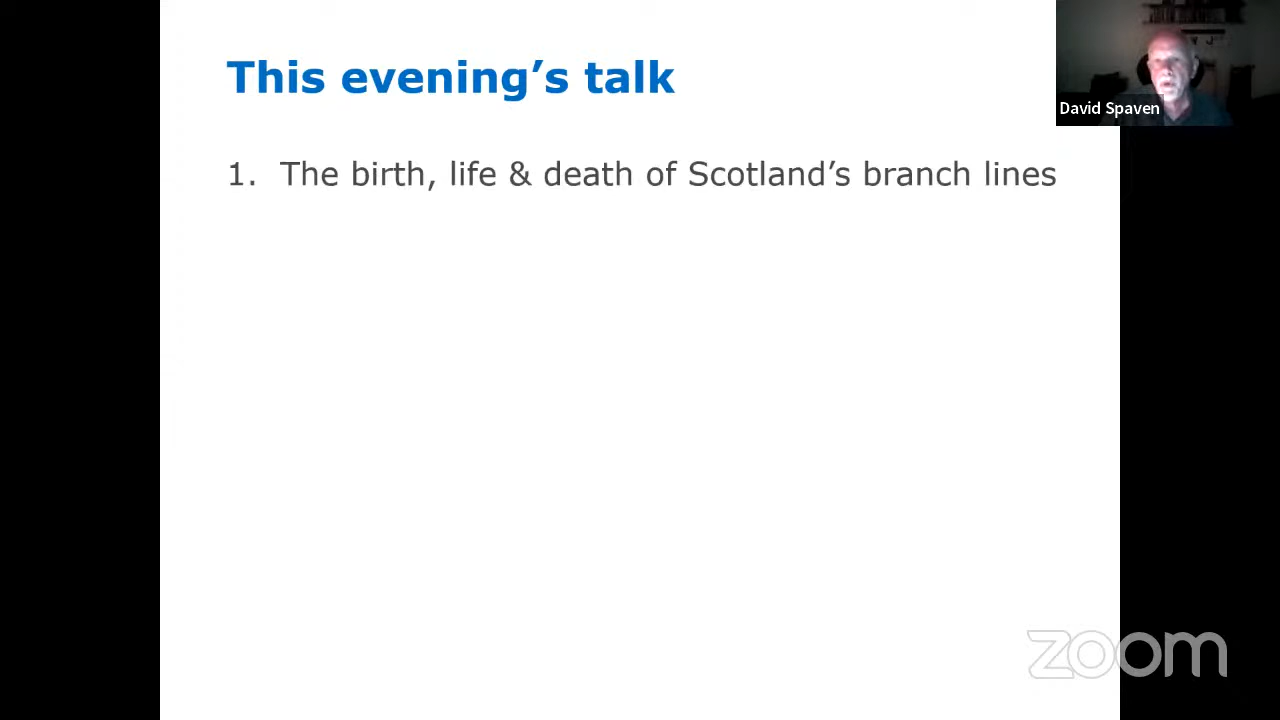 This evening’s talk
David Spaven
1. The birth, life & death of Scotland’s branch lines
zoom